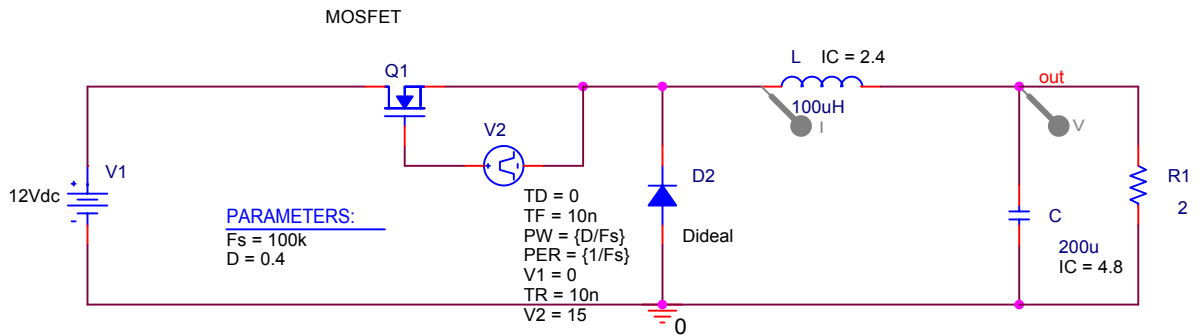 MOSFET
L IC = 2.4
Q1
out
100uH
I
V
V2
V1
D2
R1
12Vdc
TD = 0
2
PARAMETERS:
TF = 10n
C
Fs = 100k
PW = {D/Fs}
Dideal
D = 0.4
PER = {1/Fs}
200u
V1 = 0
IC = 4.8
TR = 10n
V2 = 15
0